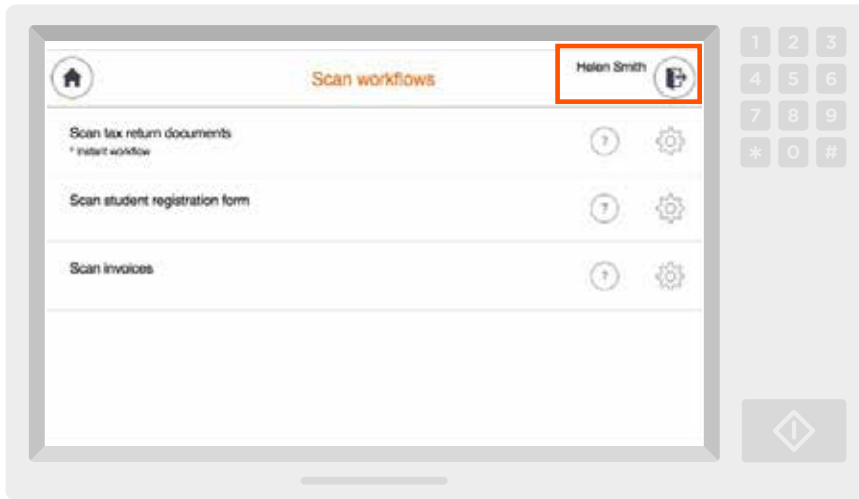 Scan workflows
Helen Smith
Scan tax return documents
* Instant workflow
?
Scan student registration form
?
Scan invoices
?
1 2 3
4 5 6
7 8 9
* 0 #